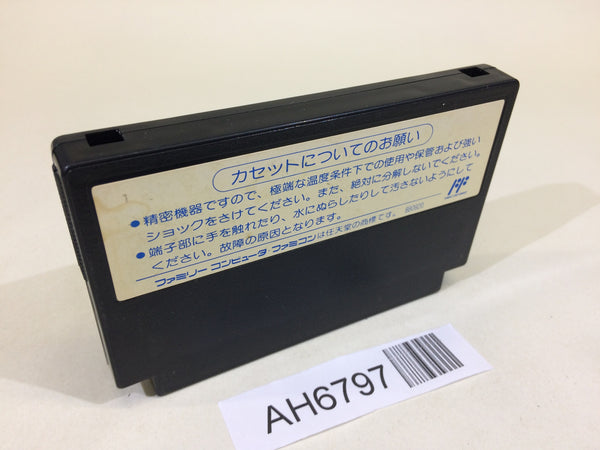 カセットについてのお願い
●精密機器ですので、極端な温度条件下での使用や保管および強い
ショックをさけてください。また、絶対に分解しないでください。
●端子部に手を触れたり、水にぬらしたりして汚さないようにして
ください。故障の原因となります。
ファミリー コンピュータ ファミコンは任天堂の商標です。
AH6797